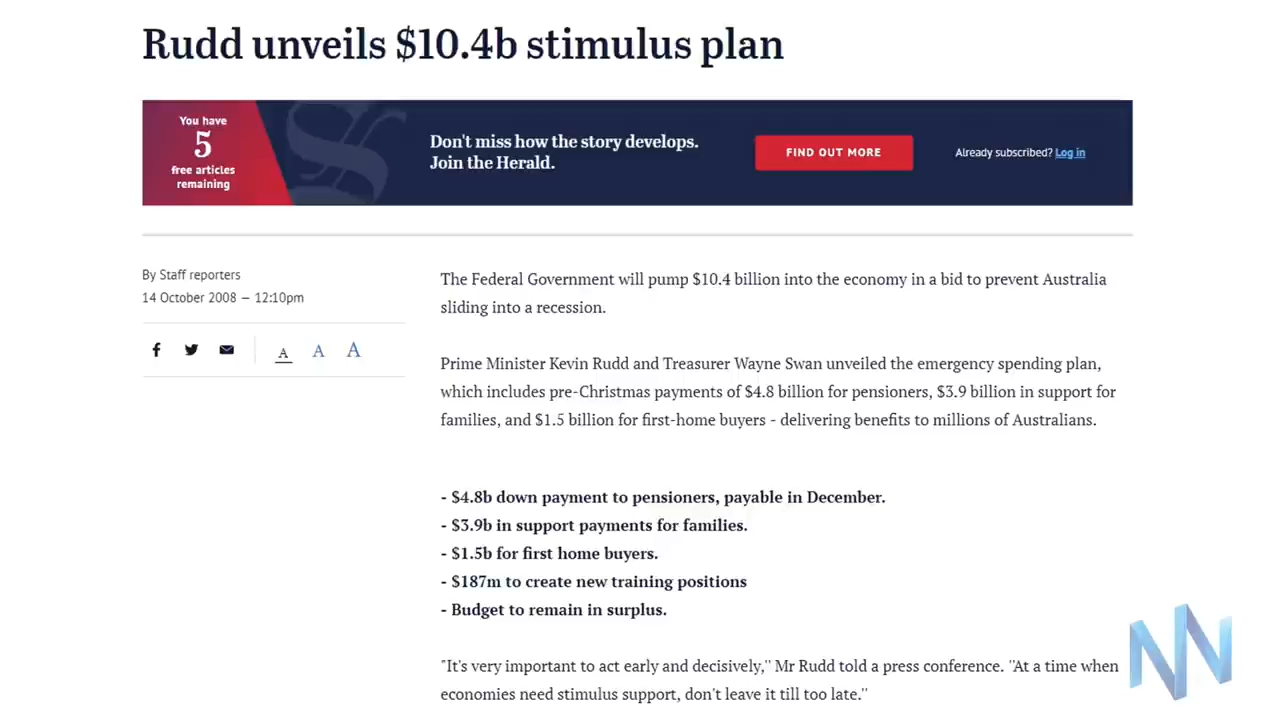 Rudd unveils $10.4b stimulus plan
You have
5
free articles
remaining
Don't miss how the story develops.
Join the Herald.
FIND OUT MORE
Already subscribed? Log in
By Staff reporters
14 October 2008 — 12:10pm
A A A
The Federal Government will pump $10.4 billion into the economy in a bid to prevent Australia
sliding into a recession.
Prime Minister Kevin Rudd and Treasurer Wayne Swan unveiled the emergency spending plan,
which includes pre-Christmas payments of $4.8 billion for pensioners, $3.9 billion in support for
families, and $1.5 billion for first-home buyers - delivering benefits to millions of Australians.
- $4.8b down payment to pensioners, payable in December.
- $3.9b in support payments for families.
- $1.5b for first home buyers.
- $187m to create new training positions
- Budget to remain in surplus.
"It's very important to act early and decisively,'' Mr Rudd told a press conference. ''At a time when
economies need stimulus support, don't leave it till too late.''